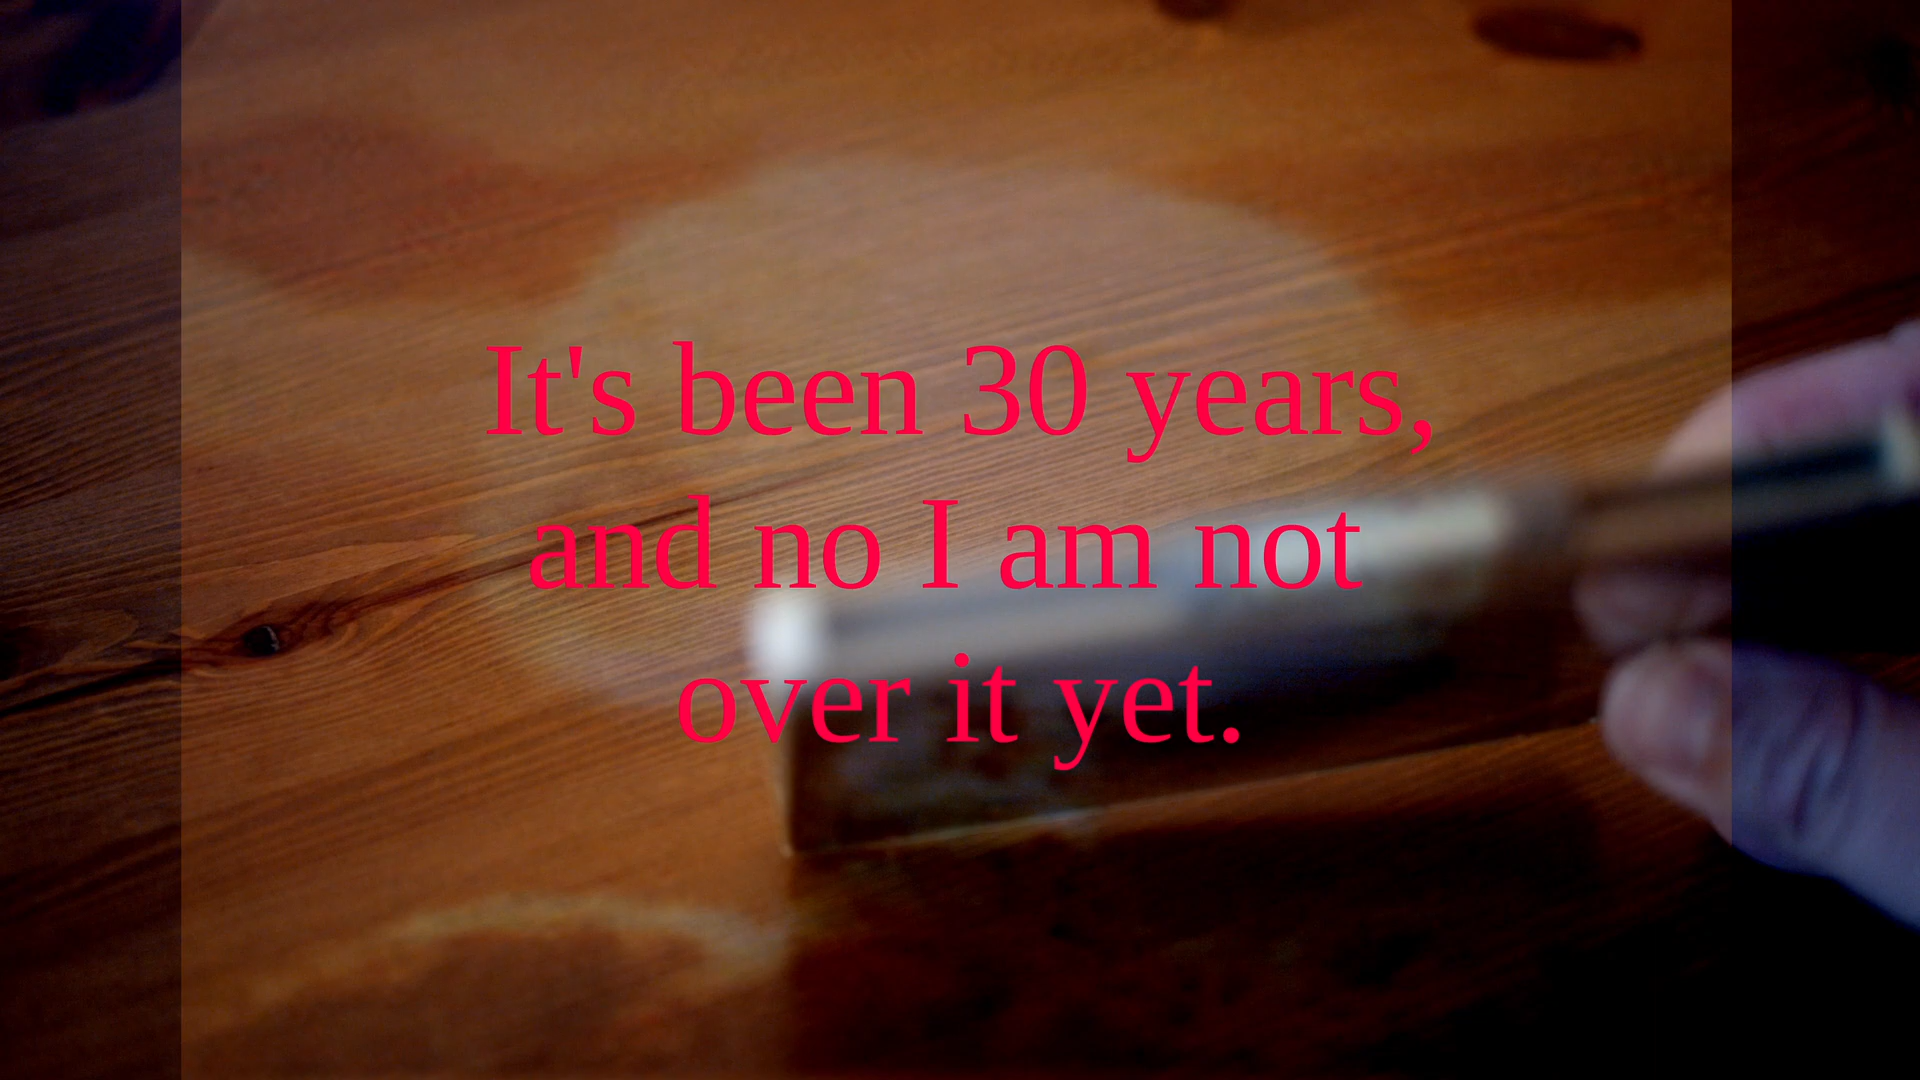 It's been 30 years,
and no I am not
over it yet.